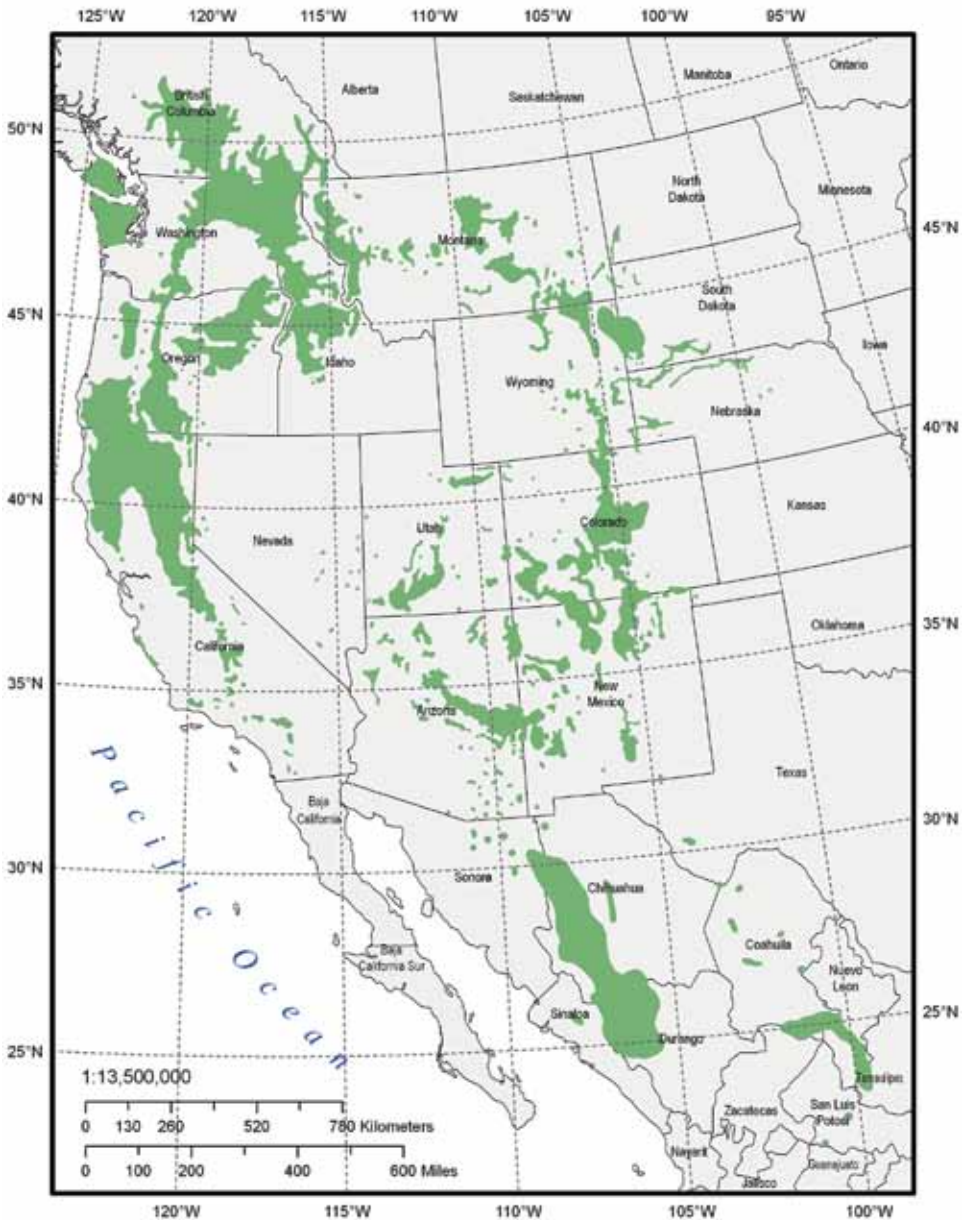 125°W 120°W 115°W 110°W 105°W 100°W 95°W
Ontario
Manitoba
Alberta
Saskatchewan
British
Columbia
50°N
North
Dakota
Minnesota
Washington
Montana
45°N
South
Dakota
45°N
Oregon
Idaho
Iowa
Wyoming
Nebraska
40°N
40°N
Kansas
Nevada
Utah
Colorado
35°N
Oklahoma
California
35°N
Arizona
New
Mexico
Texas
Baja
California
30°N
30°N
Sonora
Chihuahua
Coahuila
Baja
California Sur
Nuevo
Leon
Sinaloa
25°N
Durango
25°N
Pacific Ocean
Tamaulipas
1:13,500,000
Zacatecas
San Luis
Potosi
0 130 260 520 780 Kilometers
Nayarit
Guanajuato
0 100 200 400 600 Miles
Jalisco
120°W 115°W 110°W 105°W 100°W